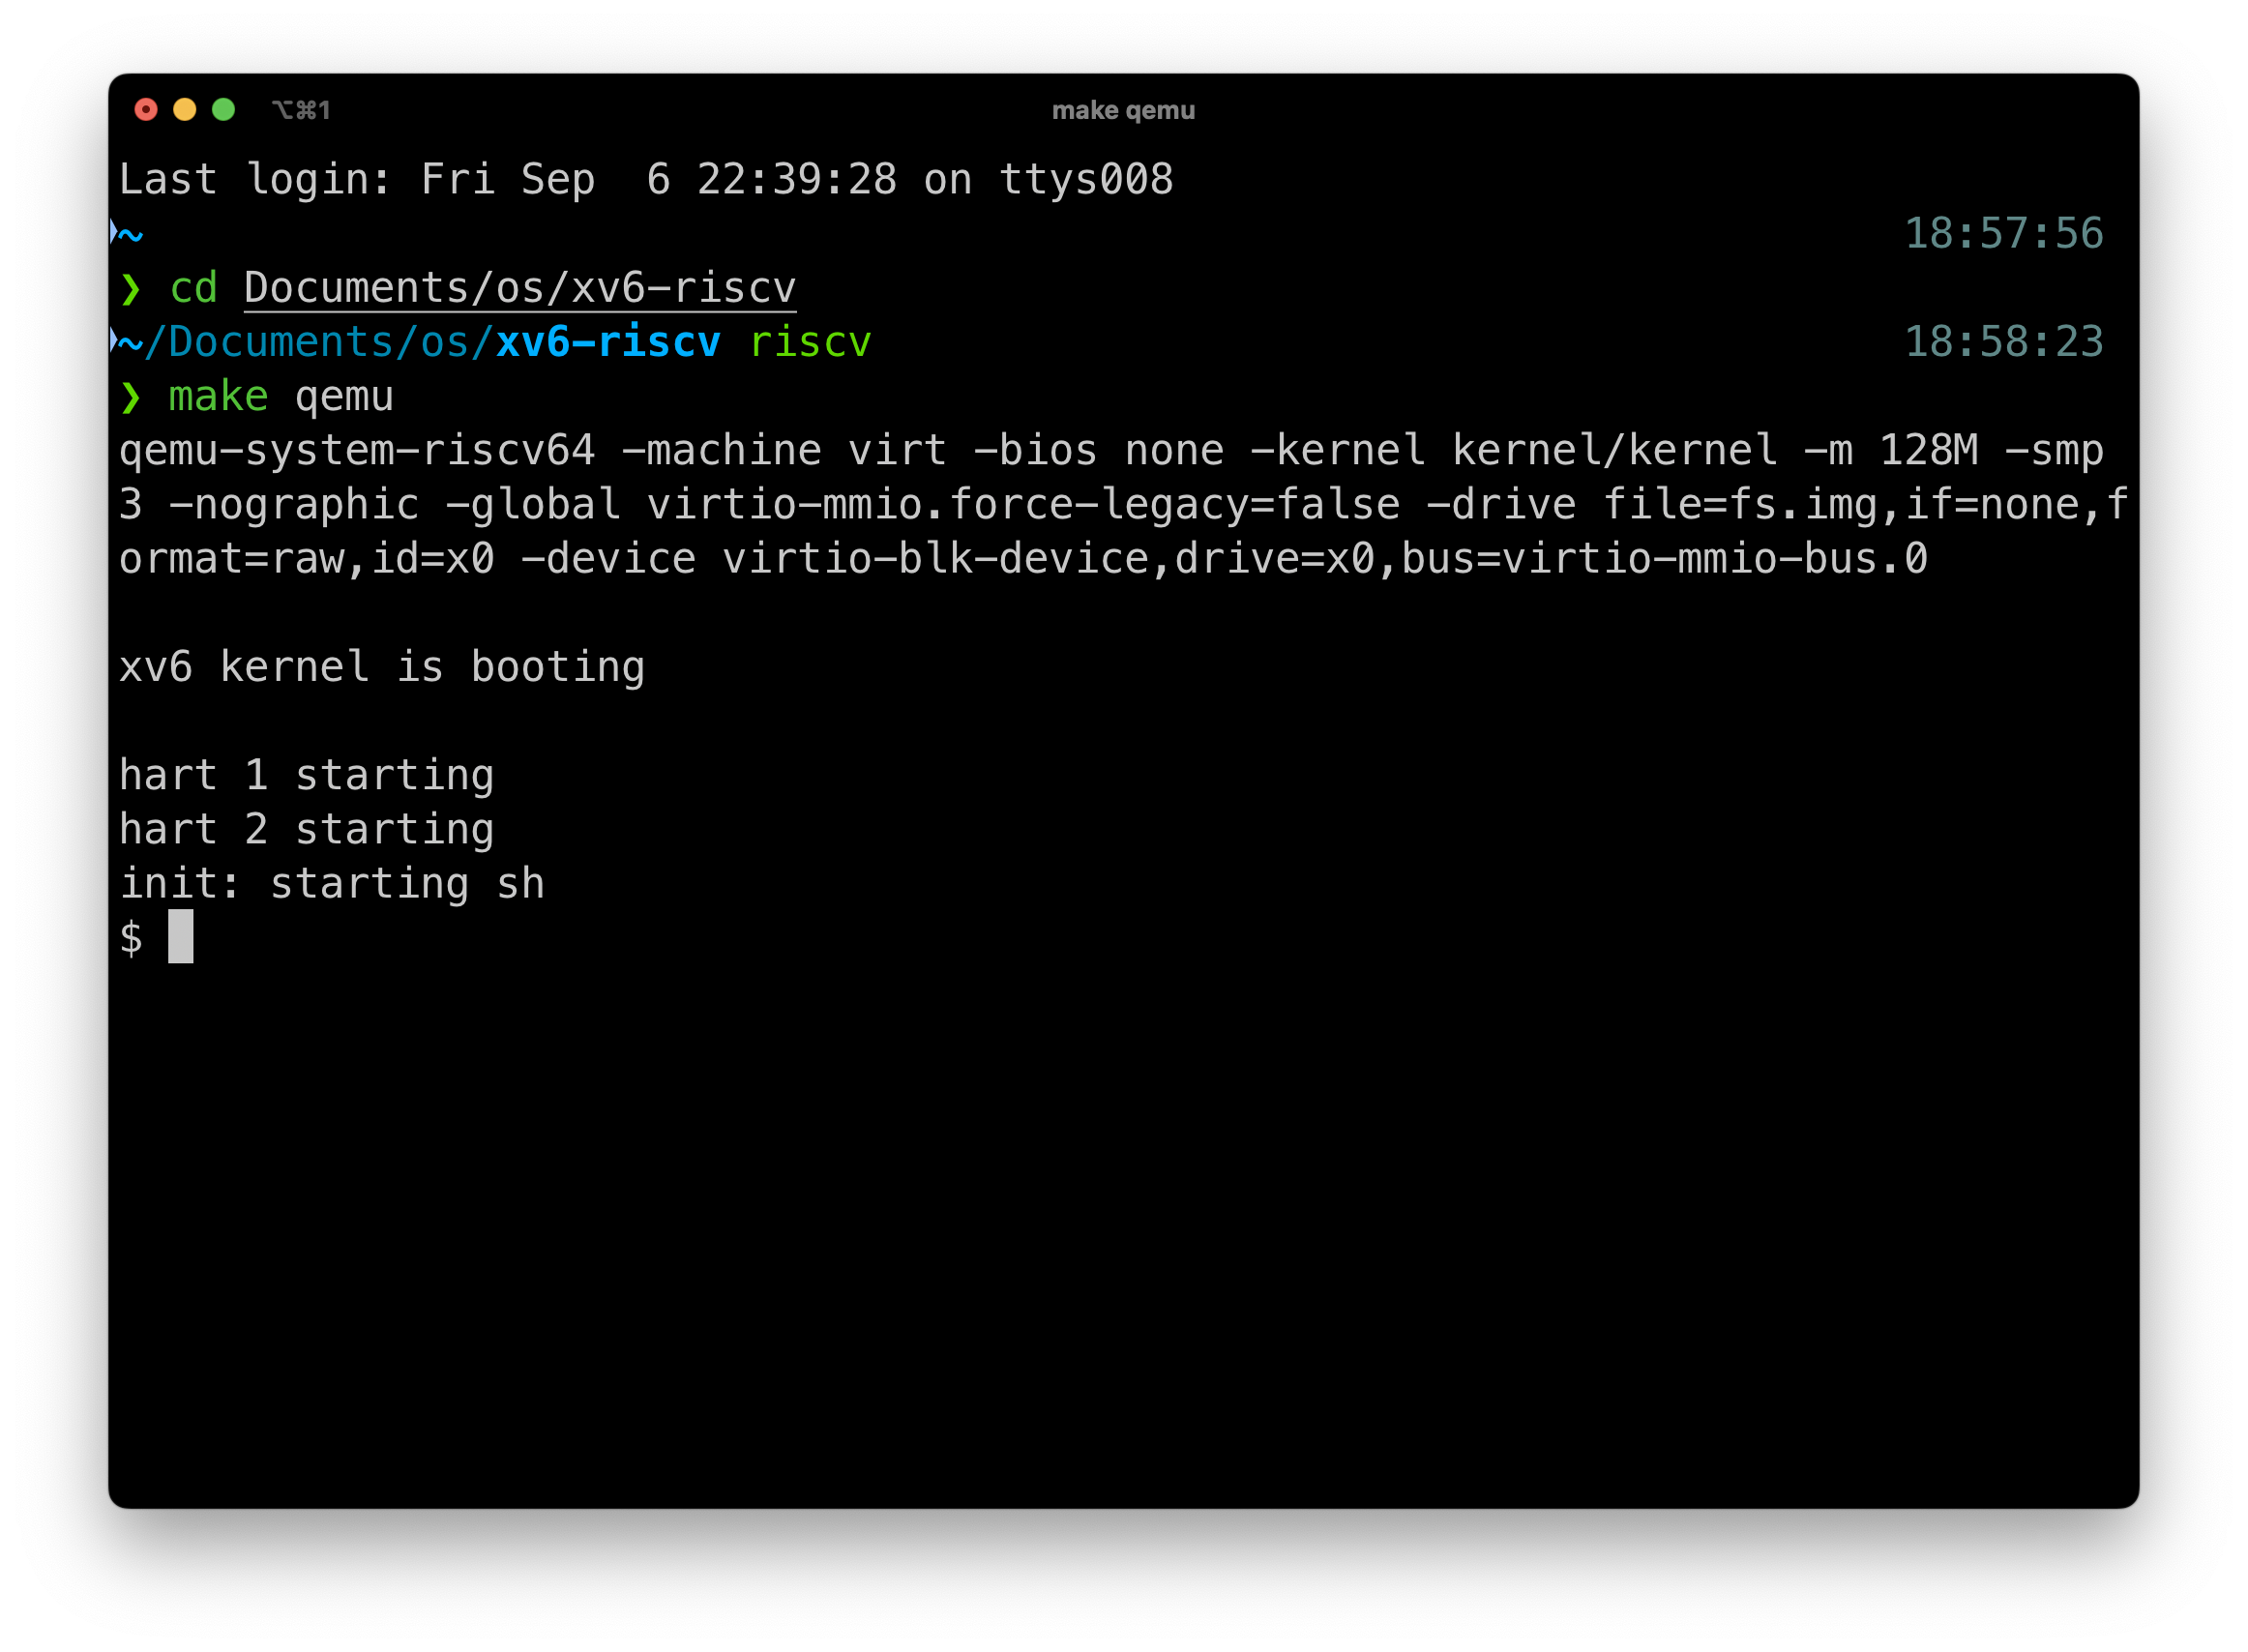 ⌥⌘1 make qemu
Last login: Fri Sep  6 22:39:28 on ttys008
~ 18:57:56
❯ cd Documents/os/xv6-riscv
~/Documents/os/xv6-riscv riscv 18:58:23
❯ make qemu
qemu-system-riscv64 -machine virt -bios none -kernel kernel/kernel -m 128M -smp
3 -nographic -global virtio-mmio.force-legacy=false -drive file=fs.img,if=none,f
ormat=raw,id=x0 -device virtio-blk-device,drive=x0,bus=virtio-mmio-bus.0
xv6 kernel is booting
hart 1 starting
hart 2 starting
init: starting sh
$